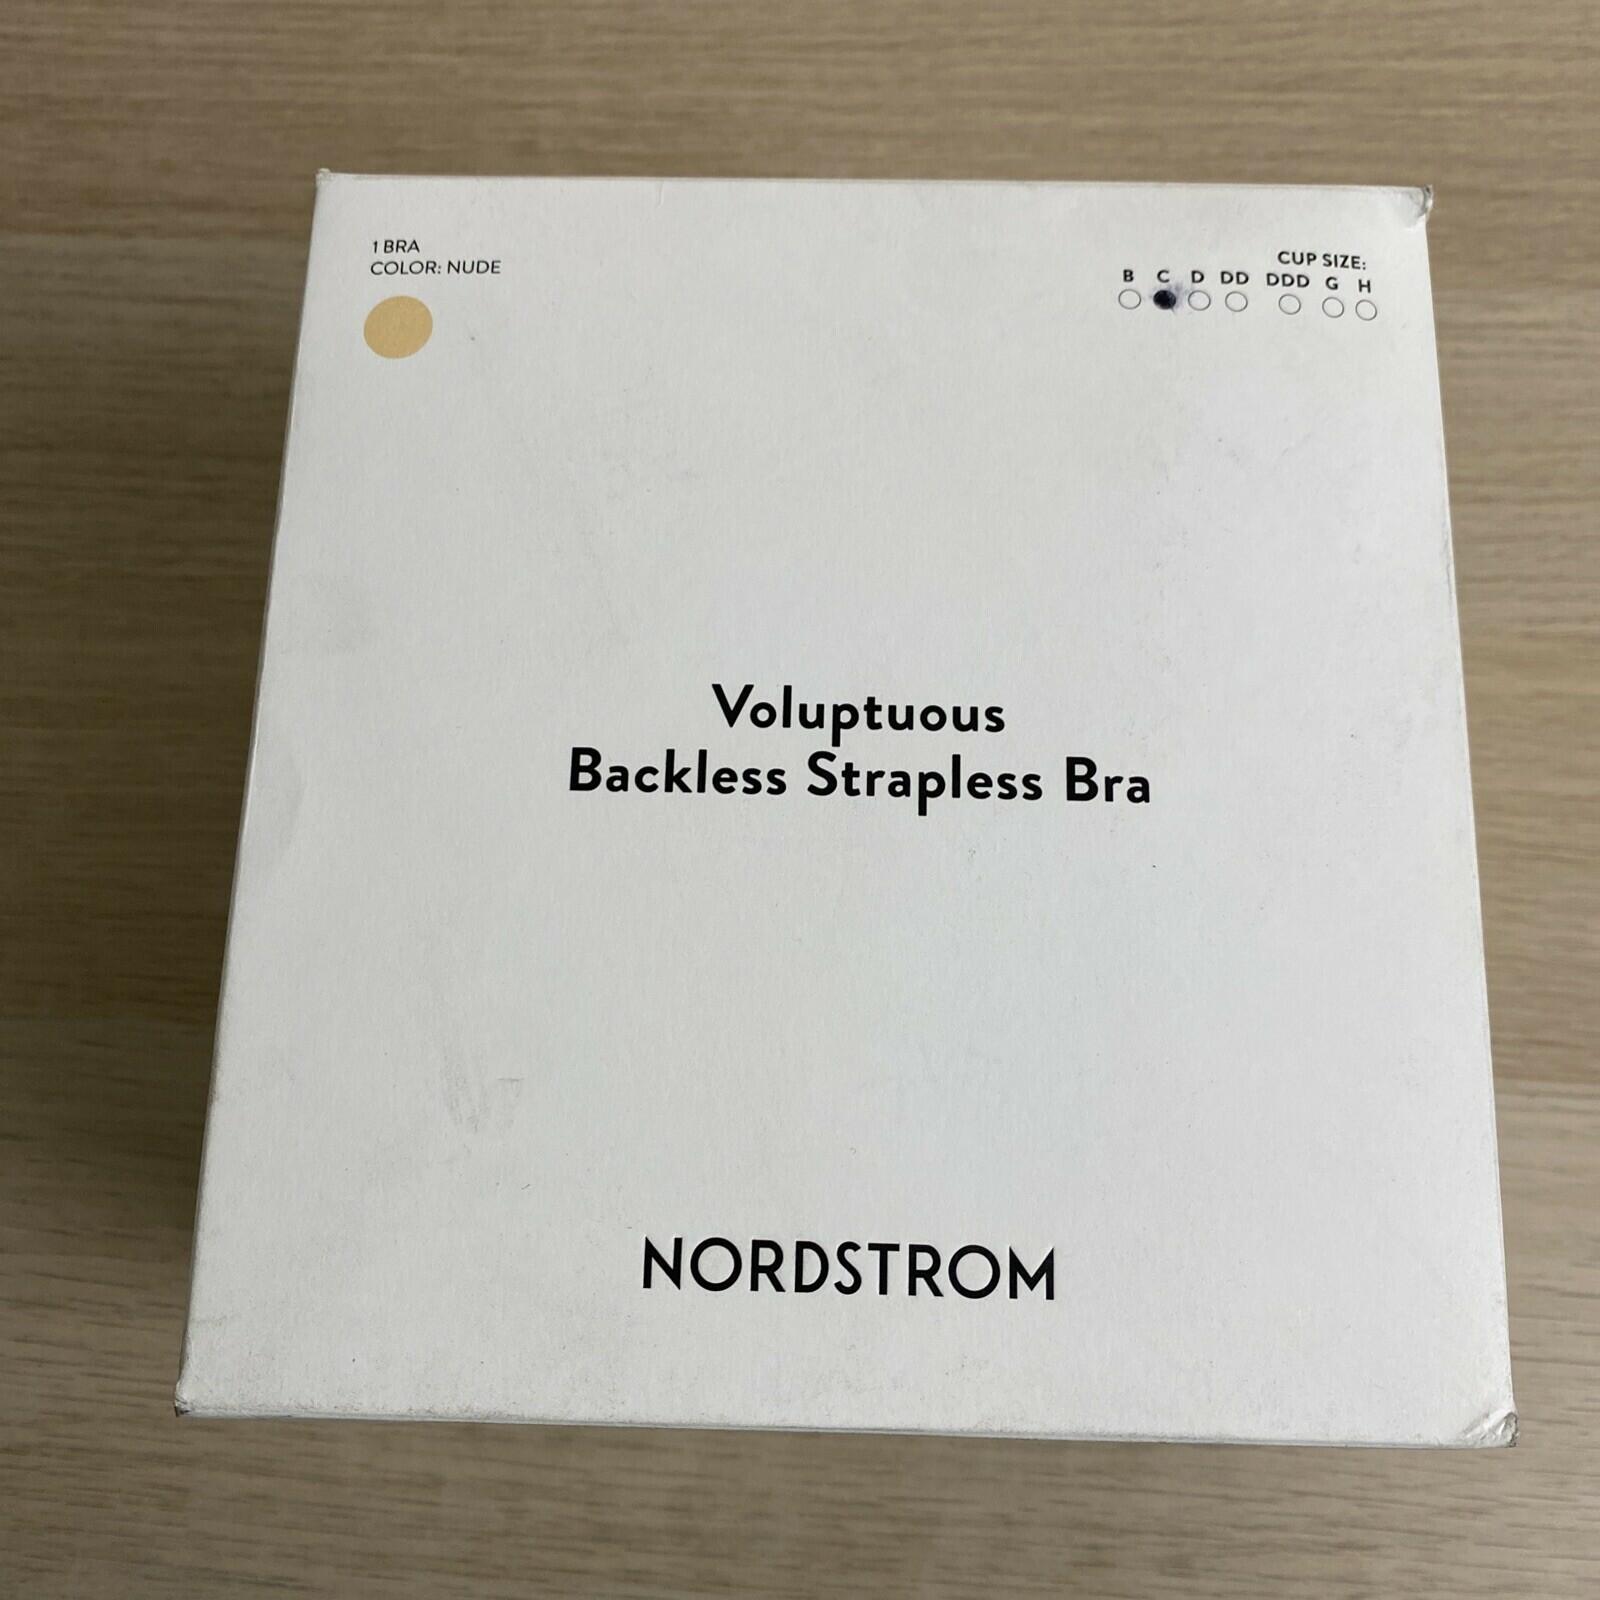 1 BRA
COLOR: NUDE
CUP SIZE:
B C D DD DDD G H
Voluptuous
Backless Strapless Bra
NORDSTROM